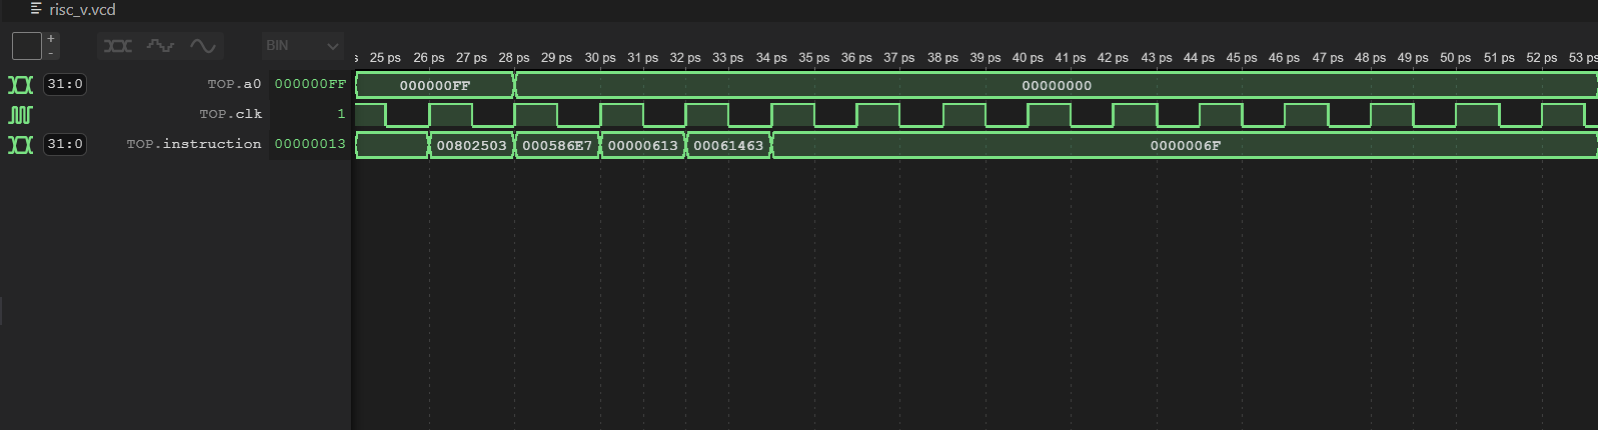 risc_v.vcd
+
-
BIN
s 25 ps 26 ps 27 ps 28 ps 29 ps 30 ps 31 ps 32 ps 33 ps 34 ps 35 ps 36 ps 37 ps 38 ps 39 ps 40 ps 41 ps 42 ps 43 ps 44 ps 45 ps 46 ps 47 ps 48 ps 49 ps 50 ps 51 ps 52 ps 53 ps
31:0 TOP.a0 000000FF 000000FF 00000000
TOP.clk 1
31:0 TOP.instruction 00000013 00802503 000586E7 00000613 00061463 0000006F